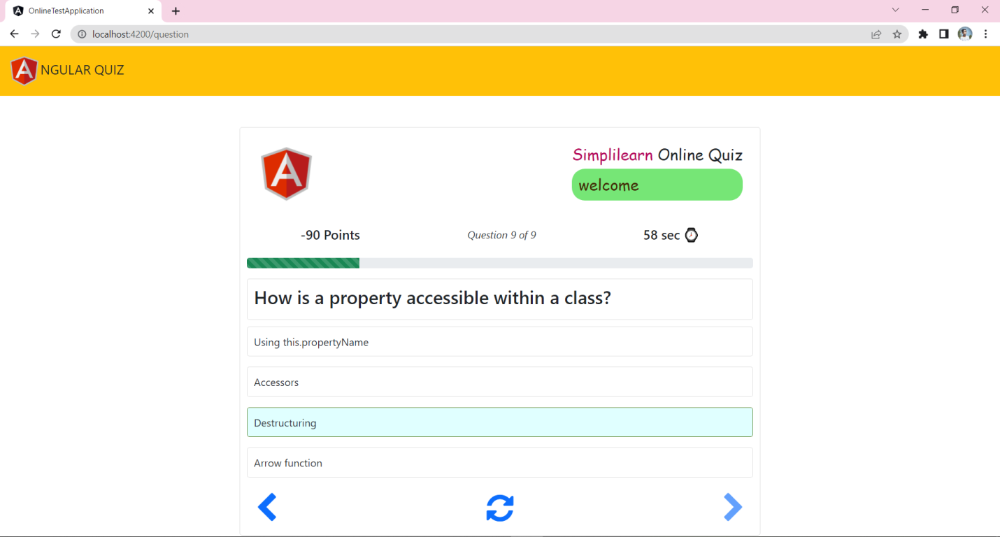 OnlineTestApplication
localhost:4200/question
NGULAR QUIZ
Simplilearn Online Quiz
welcome
-90 Points
Question 9 of 9
58 sec
How is a property accessible within a class?
Using this.propertyName
Accessors
Destructuring
Arrow function